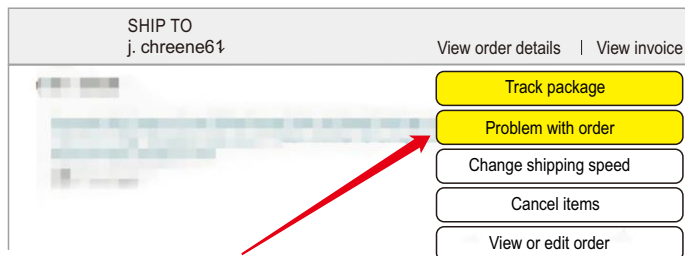 SHIP TO
j. chreene61
View order details | View invoice
Track package
Problem with order
Change shipping speed
Cancel items
View or edit order